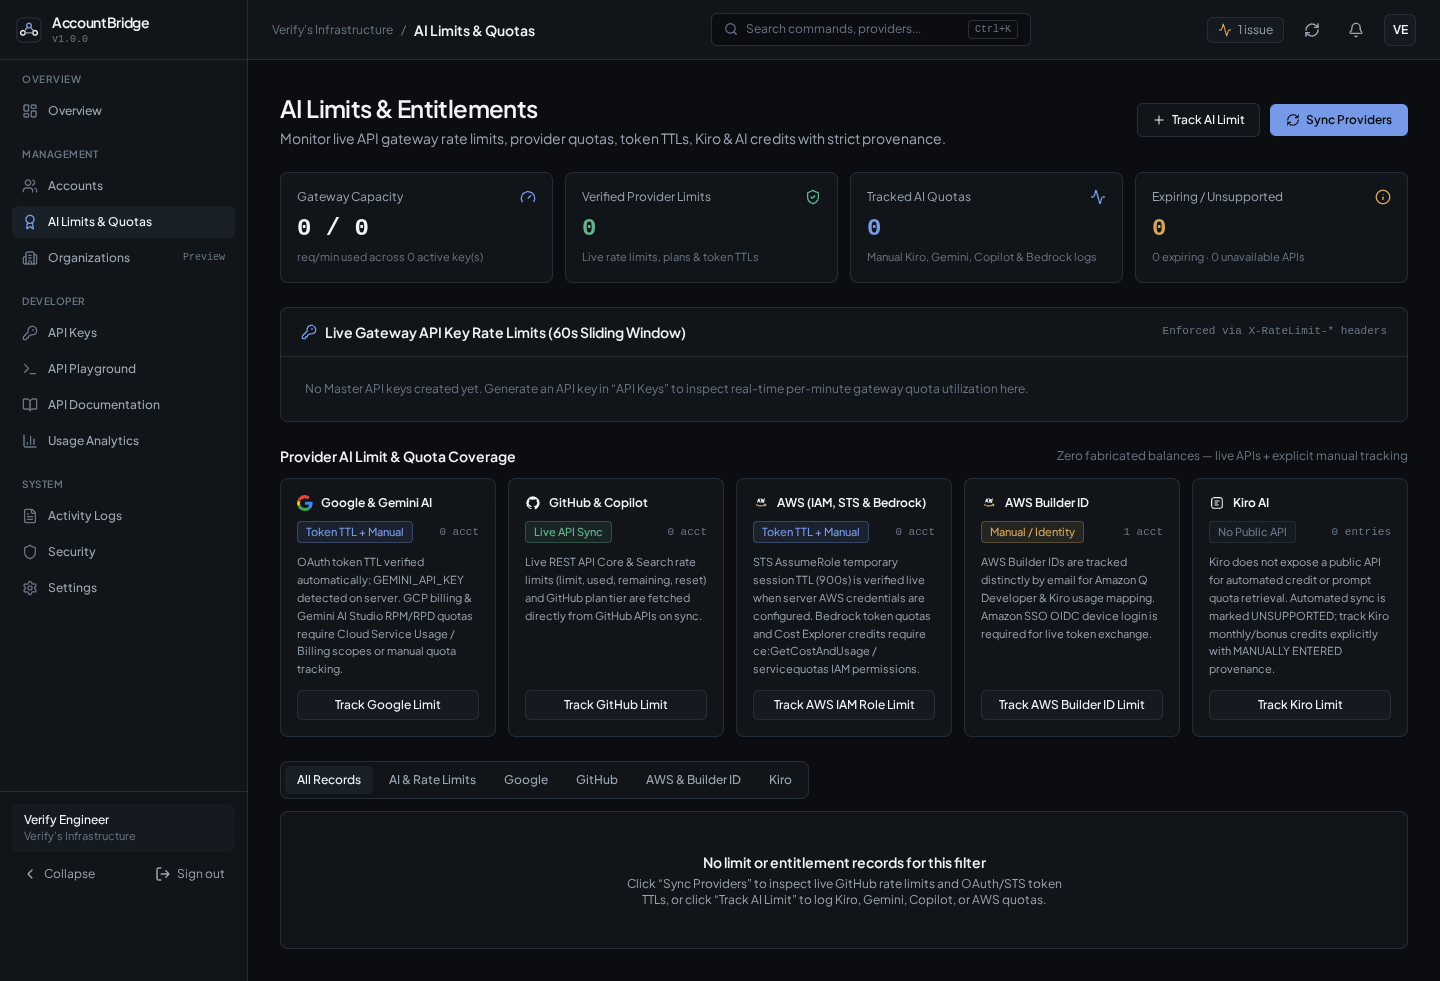 AccountBridge
v1.0.0
Verify's Infrastructure / AI Limits & Quotas
Search commands, providers... Ctrl+K
1 issue
VE
OVERVIEW
Overview
MANAGEMENT
Accounts
AI Limits & Quotas
Organizations Preview
DEVELOPER
API Keys
API Playground
API Documentation
Usage Analytics
SYSTEM
Activity Logs
Security
Settings
Verify Engineer
Verify's Infrastructure
Collapse Sign out
AI Limits & Entitlements
Monitor live API gateway rate limits, provider quotas, token TTLs, Kiro & AI credits with strict provenance.
Track AI Limit
Sync Providers
Gateway Capacity
0 / 0
req/min used across 0 active key(s)
Verified Provider Limits
0
Live rate limits, plans & token TTLs
Tracked AI Quotas
0
Manual Kiro, Gemini, Copilot & Bedrock logs
Expiring / Unsupported
0
0 expiring · 0 unavailable APIs
Live Gateway API Key Rate Limits (60s Sliding Window)
Enforced via X-RateLimit-* headers
No Master API keys created yet. Generate an API key in “API Keys” to inspect real-time per-minute gateway quota utilization here.
Provider AI Limit & Quota Coverage
Zero fabricated balances — live APIs + explicit manual tracking
Google & Gemini AI
Token TTL + Manual 0 acct
OAuth token TTL verified
automatically; GEMINI_API_KEY
detected on server. GCP billing &
Gemini AI Studio RPM/RPD quotas
require Cloud Service Usage /
Billing scopes or manual quota
tracking.
Track Google Limit
GitHub & Copilot
Live API Sync 0 acct
Live REST API Core & Search rate
limits (limit, used, remaining, reset)
and GitHub plan tier are fetched
directly from GitHub APIs on sync.
Track GitHub Limit
AWS (IAM, STS & Bedrock)
Token TTL + Manual 0 acct
STS AssumeRole temporary
session TTL (900s) is verified live
when server AWS credentials are
configured. Bedrock token quotas
and Cost Explorer credits require
ce:GetCostAndUsage /
servicequotas IAM permissions.
Track AWS IAM Role Limit
AWS Builder ID
Manual / Identity 1 acct
AWS Builder IDs are tracked
distinctly by email for Amazon Q
Developer & Kiro usage mapping.
Amazon SSO OIDC device login is
required for live token exchange.
Track AWS Builder ID Limit
Kiro AI
No Public API 0 entries
Kiro does not expose a public API
for automated credit or prompt
quota retrieval. Automated sync is
marked UNSUPPORTED; track Kiro
monthly/bonus credits explicitly
with MANUALLY ENTERED
provenance.
Track Kiro Limit
All Records AI & Rate Limits Google GitHub AWS & Builder ID Kiro
No limit or entitlement records for this filter
Click “Sync Providers” to inspect live GitHub rate limits and OAuth/STS token
TTLs, or click “Track AI Limit” to log Kiro, Gemini, Copilot, or AWS quotas.